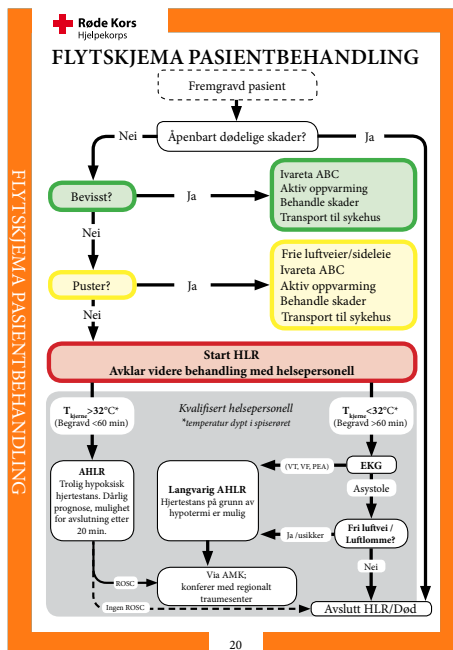 Røde Kors
Hjelpekorps
FLYTSKJEMA PASIENTBEHANDLING
FLYTSKJEMA PASIENTBEHANDLING
Fremgravd pasient
Nei
Åpenbart dødelige skader?
Ja
Bevisst?
Ja
Ivareta ABC
Aktiv oppvarming
Behandle skader
Transport til sykehus
Nei
Puster?
Ja
Frie luftveier/sideleie
Ivareta ABC
Aktiv oppvarming
Behandle skader
Transport til sykehus
Nei
Start HLR
Avklar videre behandling med helsepersonell
T kjerne >32°C*
(Begravd <60 min)
Kvalifisert helsepersonell
*temperatur dypt i spiserøret
T kjerne <32°C*
(Begravd >60 min)
AHLR
Trolig hypoksisk
hjertestans. Dårlig
prognose, mulighet
for avslutning etter
20 min.
Langvarig AHLR
Hjertestans på grunn av
hypotermi er mulig
(VT, VF, PEA)
EKG
Asystole
Ja /usikker
Fri luftvei /
Luftlomme?
Nei
ROSC
Via AMK;
konferer med regionalt
traumesenter
Ingen ROSC
Avslutt HLR/Død
20